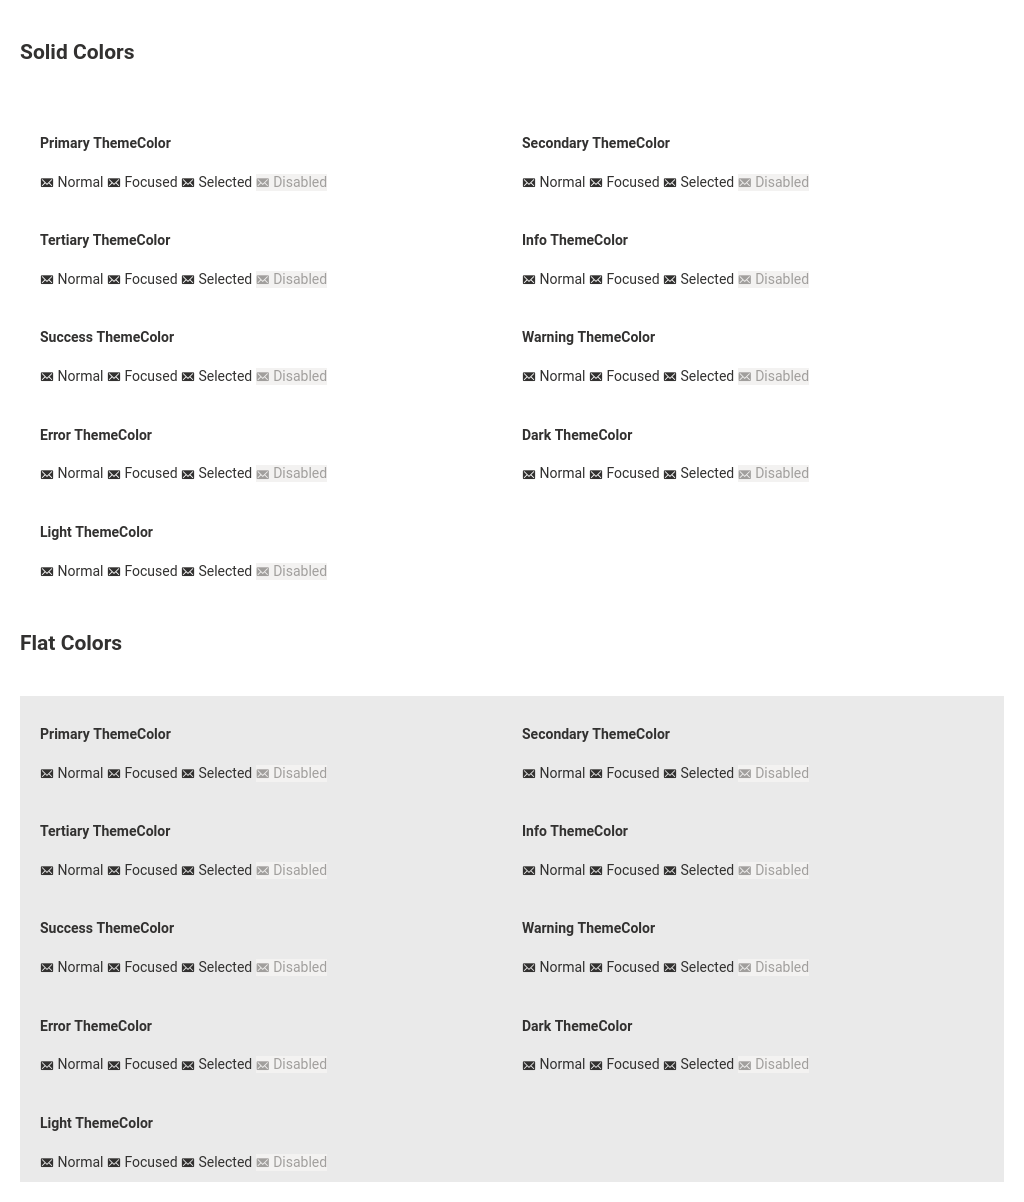 Solid Colors
Primary ThemeColor
Normal Focused Selected Disabled
Secondary ThemeColor
Normal Focused Selected Disabled
Tertiary ThemeColor
Normal Focused Selected Disabled
Info ThemeColor
Normal Focused Selected Disabled
Success ThemeColor
Normal Focused Selected Disabled
Warning ThemeColor
Normal Focused Selected Disabled
Error ThemeColor
Normal Focused Selected Disabled
Dark ThemeColor
Normal Focused Selected Disabled
Light ThemeColor
Normal Focused Selected Disabled
Flat Colors
Primary ThemeColor
Normal Focused Selected Disabled
Secondary ThemeColor
Normal Focused Selected Disabled
Tertiary ThemeColor
Normal Focused Selected Disabled
Info ThemeColor
Normal Focused Selected Disabled
Success ThemeColor
Normal Focused Selected Disabled
Warning ThemeColor
Normal Focused Selected Disabled
Error ThemeColor
Normal Focused Selected Disabled
Dark ThemeColor
Normal Focused Selected Disabled
Light ThemeColor
Normal Focused Selected Disabled